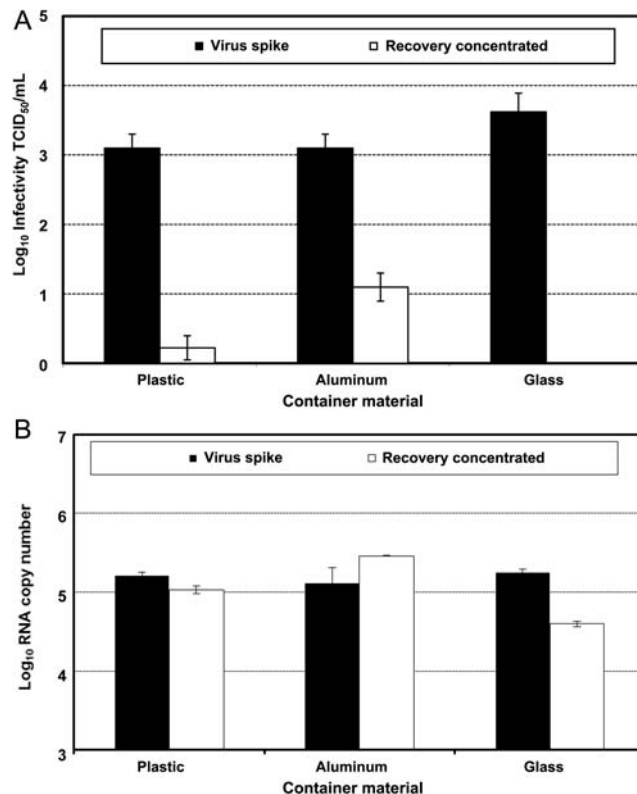 A
5
Virus spike Recovery concentrated
4
3
2
1
0
Log₁₀ Infectivity TCID₅₀/mL
Plastic Aluminum Glass
Container material
B
7
Virus spike Recovery concentrated
6
5
4
3
Log₁₀ RNA copy number
Plastic Aluminum Glass
Container material